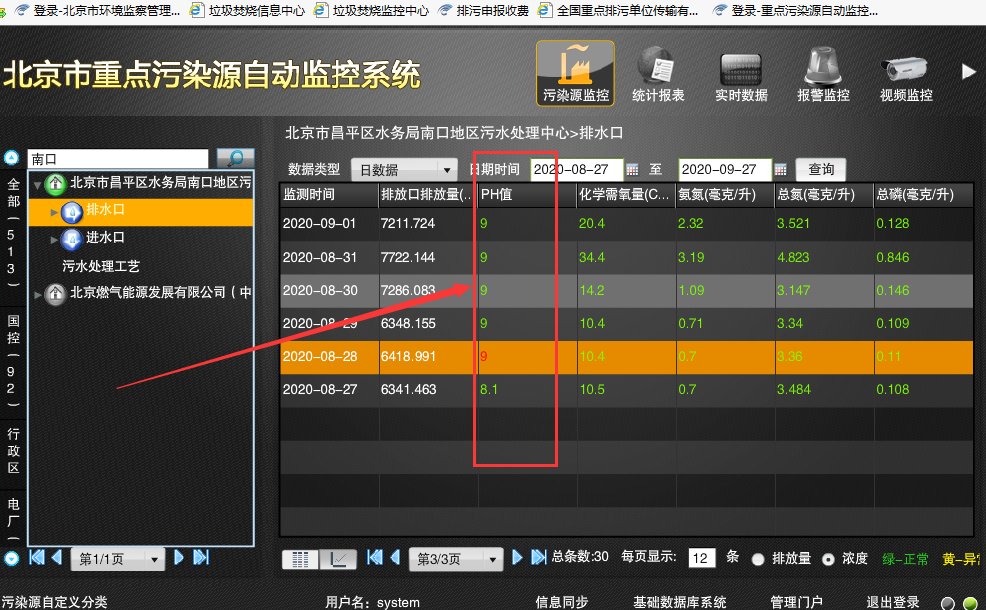 登录-北京市环境监察管理... 垃圾焚烧信息中心 垃圾焚烧监控中心 排污申报收费 全国重点排污单位传输有... 登录-重点污染源自动监控...
北京市重点污染源自动监控系统
污染源监控 统计报表 实时数据 报警监控 视频监控
北京市昌平区水务局南口地区污水处理中心>排水口
南口
数据类型 日数据 日期时间 2020-08-27 至 2020-09-27 查询
全部(513)
国控(92)
行政区
电厂(
北京市昌平区水务局南口地区污
排水口
进水口
污水处理工艺
北京燃气能源发展有限公司(中
监测时间 排放口排放量(... PH值 化学需氧量(C... 氨氮(毫克/升) 总氮(毫克/升) 总磷(毫克/升)
2020-09-01 7211.724 9 20.4 2.32 3.521 0.128
2020-08-31 7722.144 9 34.4 3.19 4.823 0.846
2020-08-30 7286.083 9 14.2 1.09 3.147 0.146
2020-08-29 6348.155 9 10.4 0.71 3.34 0.109
2020-08-28 6418.991 9 10.4 0.7 3.36 0.11
2020-08-27 6341.463 8.1 10.5 0.7 3.484 0.108
第1/1页 第3/3页 总条数:30 每页显示: 12 条 排放量 浓度 绿-正常 黄-异常
污染源自定义分类 用户名: system 信息同步 基础数据库系统 管理门户 退出登录